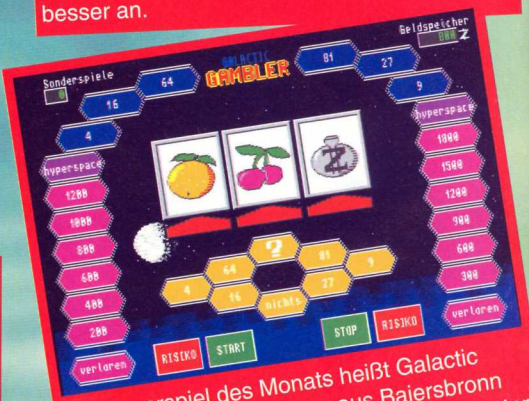 besser an.
Sonderspiele
0
GALACTIC
GAMBLER
Geldspeicher
800 Z
4
16
64
81
27
9
hyperspace
1200
1000
800
600
400
200
verloren
Z
hyperspace
1800
1500
1200
900
600
300
verloren
4
64
?
81
9
16
nichts
27
RISIKO
START
STOP
RISIKO
spiel des Monats heißt Galactic
aus Baiersbronn